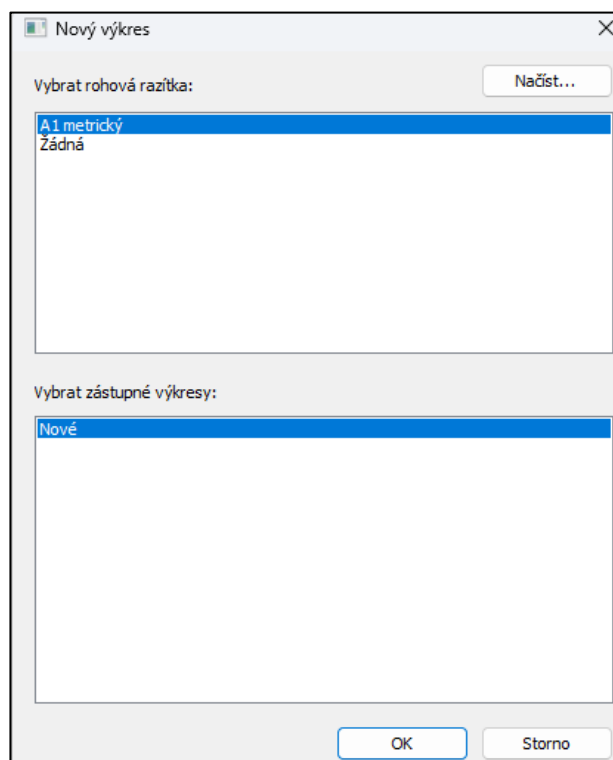 Nový výkres
Vybrat rohová razítka:
Načíst...
A1 metrický
Žádná
Vybrat zástupné výkresy:
Nové
OK
Storno